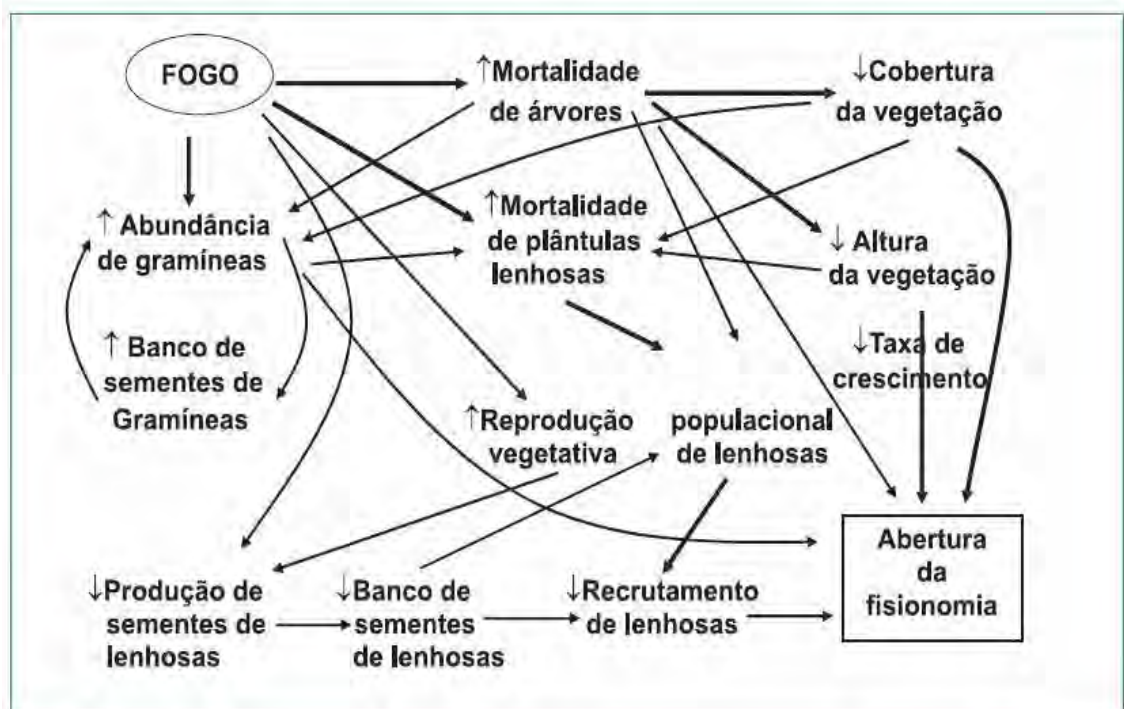 FOGO
↑Mortalidade
de árvores
↓Cobertura
da vegetação
↑ Abundância
de gramíneas
↑Mortalidade
de plântulas
lenhosas
↓ Altura
da vegetação
↑ Banco de
sementes de
Gramíneas
↓Taxa de
crescimento
↑Reprodução
vegetativa
populacional
de lenhosas
Abertura
da
fisionomia
↓Produção de
sementes de
lenhosas
↓Banco de
sementes
de lenhosas
↓Recrutamento
de lenhosas